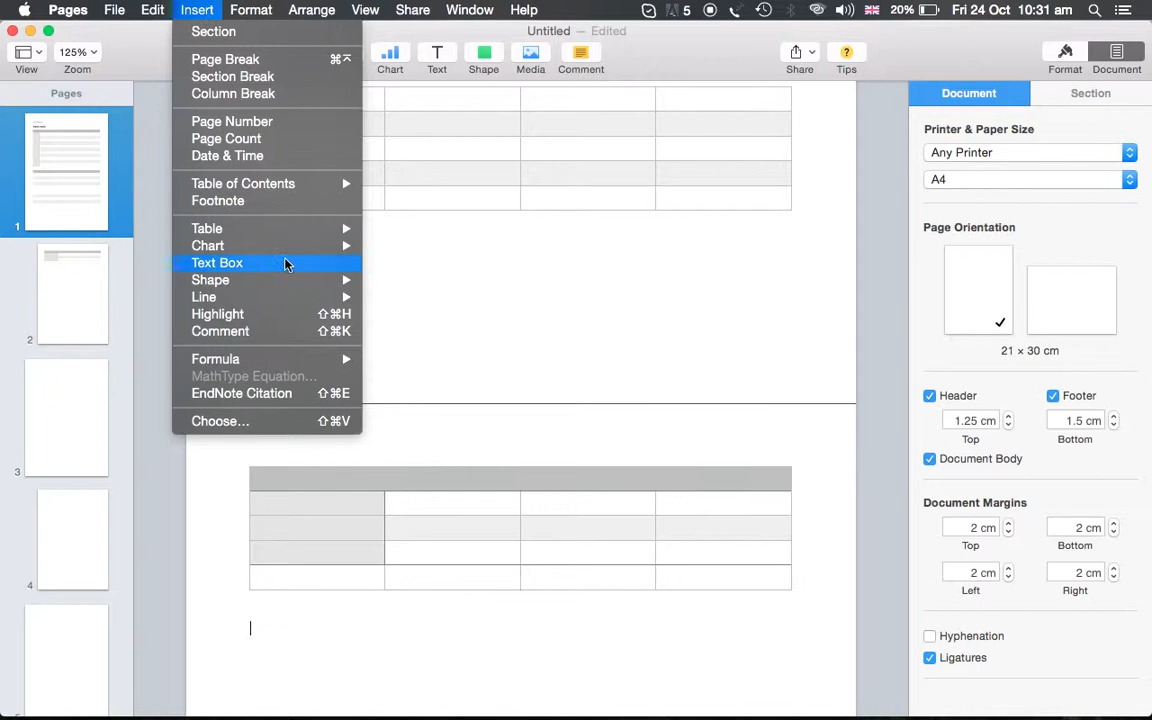 Pages File Edit Insert Format Arrange View Share Window Help 5 20% Fri 24 Oct 10:31 am
Untitled — Edited
125%
View Zoom Chart Text Shape Media Comment Share Tips Format Document
Pages
1
2
3
4
5
Section
Page Break ⌘⌤
Section Break
Column Break
Page Number
Page Count
Date & Time
Table of Contents
Footnote
Table
Chart
Text Box
Shape
Line
Highlight ⇧⌘H
Comment ⇧⌘K
Formula
MathType Equation...
EndNote Citation ⇧⌘E
Choose... ⇧⌘V
Document Section
Printer & Paper Size
Any Printer
A4
Page Orientation
21 × 30 cm
Header Footer
1.25 cm 1.5 cm
Top Bottom
Document Body
Document Margins
2 cm 2 cm
Top Bottom
2 cm 2 cm
Left Right
Hyphenation
Ligatures